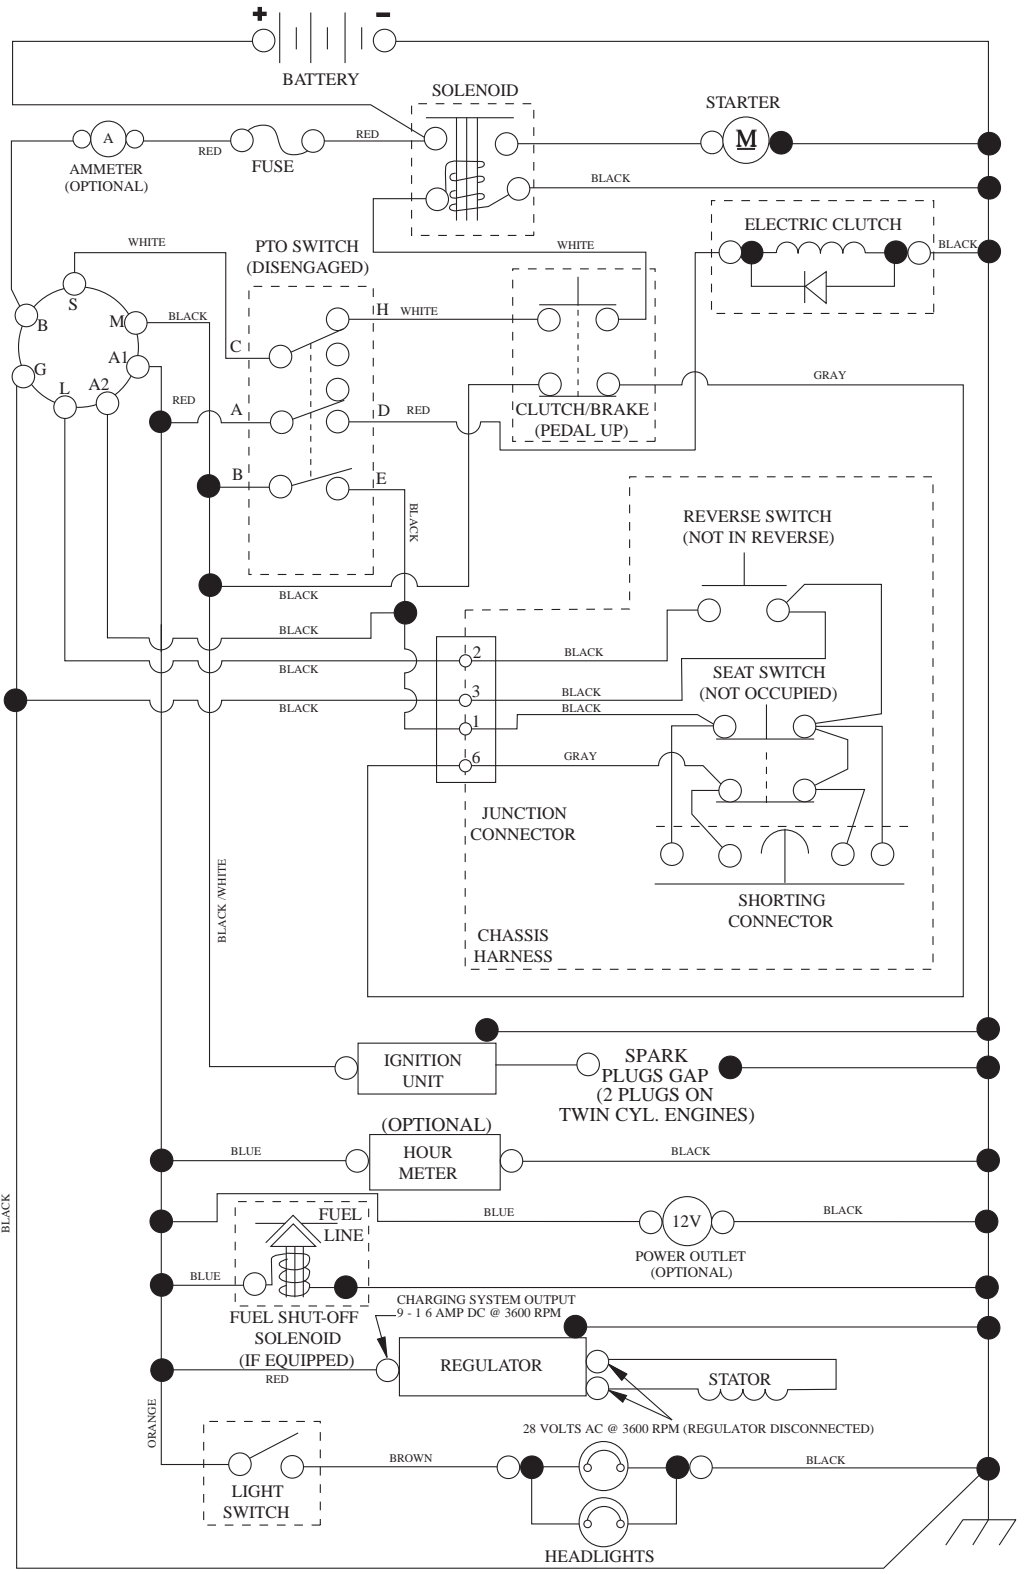 + −
BATTERY
SOLENOID
STARTER
A
M
RED
RED
FUSE
AMMETER
(OPTIONAL)
BLACK
ELECTRIC CLUTCH
BLACK
WHITE
PTO SWITCH
(DISENGAGED)
WHITE
S
B
M
BLACK
H
WHITE
C
G
A1
L
A2
RED
A
D
RED
GRAY
CLUTCH/BRAKE
(PEDAL UP)
B
E
BLACK
REVERSE SWITCH
(NOT IN REVERSE)
BLACK
BLACK
2
BLACK
BLACK
SEAT SWITCH
(NOT OCCUPIED)
3
BLACK
BLACK
BLACK
1
6
GRAY
JUNCTION
CONNECTOR
BLACK /WHITE
SHORTING
CONNECTOR
CHASSIS
HARNESS
IGNITION
UNIT
SPARK
PLUGS GAP
(2 PLUGS ON
TWIN CYL. ENGINES)
(OPTIONAL)
HOUR
METER
BLUE
BLACK
BLACK
FUEL
LINE
BLUE
12V
BLACK
POWER OUTLET
(OPTIONAL)
BLUE
CHARGING SYSTEM OUTPUT
9 - 1 6 AMP DC @ 3600 RPM
FUEL SHUT-OFF
SOLENOID
(IF EQUIPPED)
RED
REGULATOR
STATOR
ORANGE
28 VOLTS AC @ 3600 RPM (REGULATOR DISCONNECTED)
BROWN
BLACK
LIGHT
SWITCH
HEADLIGHTS